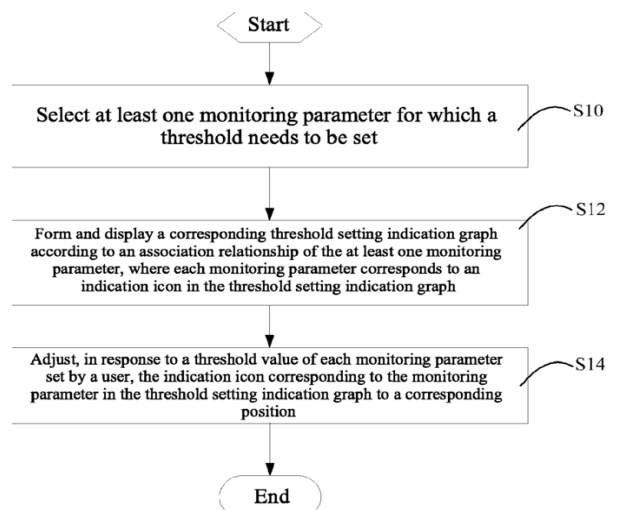 Start
Select at least one monitoring parameter for which a
threshold needs to be set
S10
Form and display a corresponding threshold setting indication graph
according to an association relationship of the at least one monitoring
parameter, where each monitoring parameter corresponds to an
indication icon in the threshold setting indication graph
S12
Adjust, in response to a threshold value of each monitoring parameter
set by a user, the indication icon corresponding to the monitoring
parameter in the threshold setting indication graph to a corresponding
position
S14
End